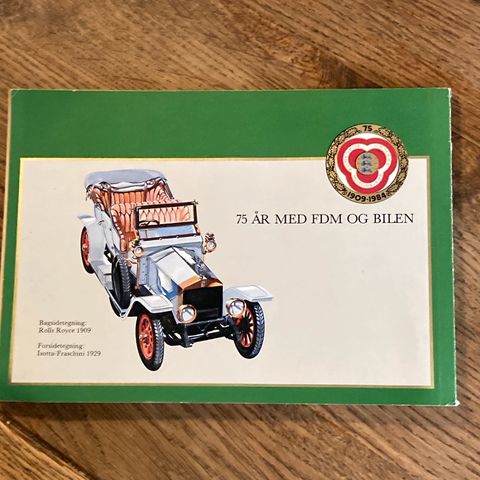 75
1909-1984
75 ÅR MED FDM OG BILEN
Bagsidetegning:
Rolls Royce 1909
Forsidetegning:
Isotta-Fraschini 1929